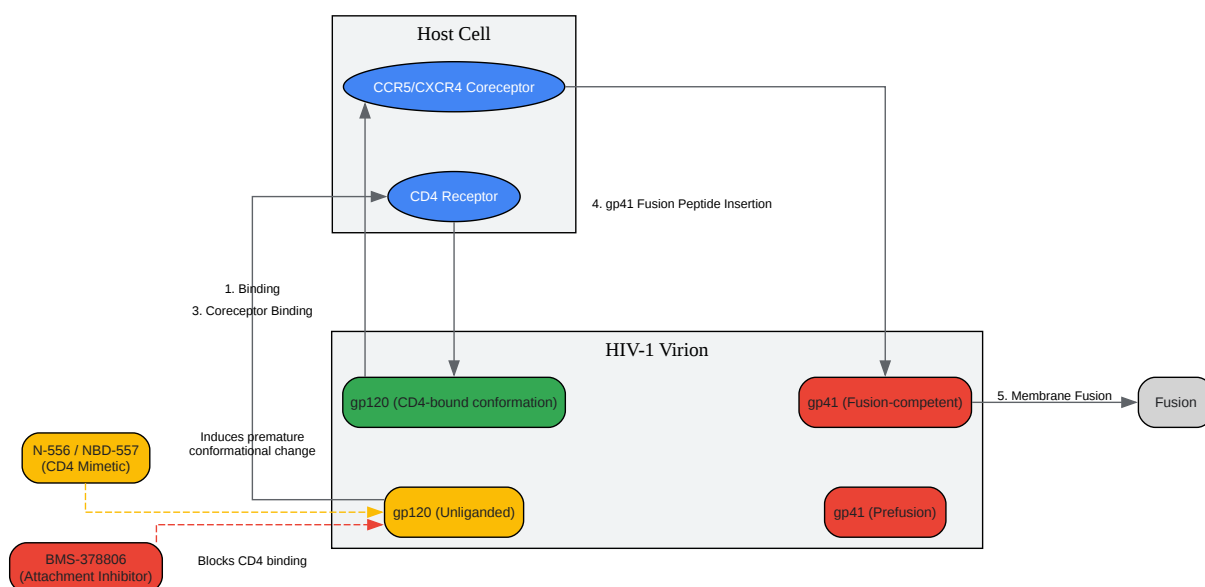 Host Cell
CCR5/CXCR4 Coreceptor
CD4 Receptor
4. gp41 Fusion Peptide Insertion
1. Binding
3. Coreceptor Binding
HIV-1 Virion
gp120 (CD4-bound conformation)
gp41 (Fusion-competent)
5. Membrane Fusion
Fusion
Induces premature
conformational change
N-556 / NBD-557
(CD4 Mimetic)
gp120 (Unliganded)
gp41 (Prefusion)
BMS-378806
(Attachment Inhibitor)
Blocks CD4 binding